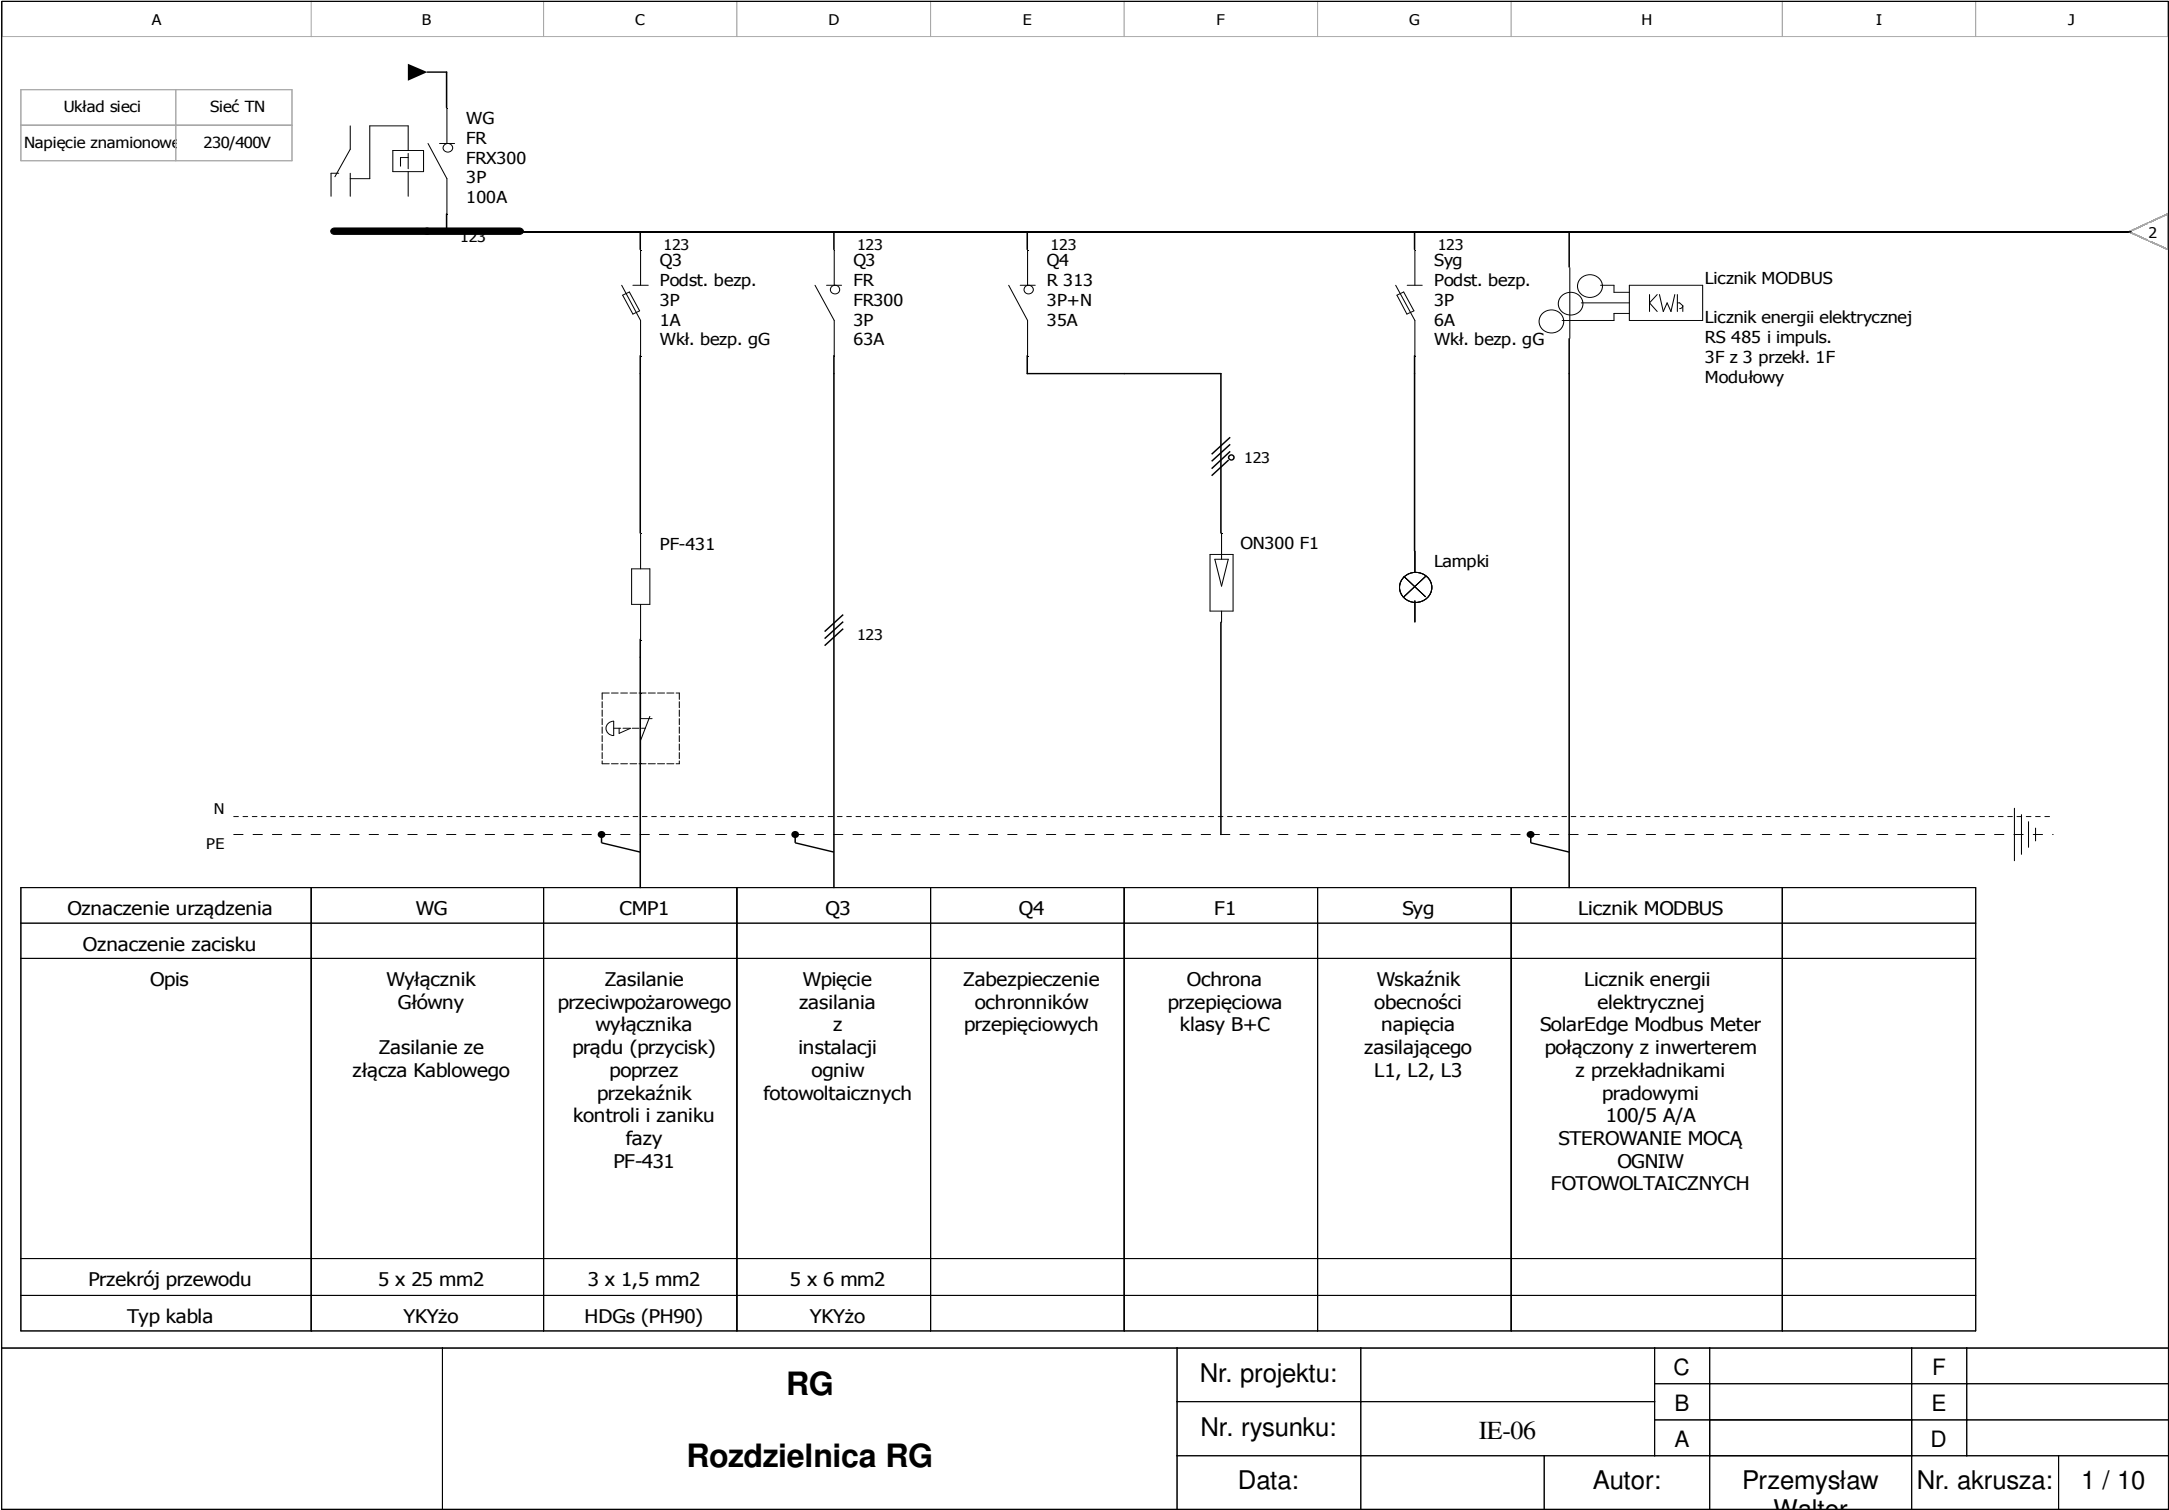 A B C D E F G H I J
Układ sieci Sieć TN
Napięcie znamionowe 230/400V
WG
FR
FRX300
3P
100A
123
2
123
Q3
Podst. bezp.
3P
1A
Wkł. bezp. gG
123
Q3
FR
FR300
3P
63A
123
Q4
R 313
3P+N
35A
123
Syg
Podst. bezp.
3P
6A
Wkł. bezp. gG
KWh
Licznik MODBUS
Licznik energii elektrycznej
RS 485 i impuls.
3F z 3 przekł. 1F
Modułowy
123
PF-431
ON300 F1
Lampki
123
N
PE
Oznaczenie urządzenia WG CMP1 Q3 Q4 F1 Syg Licznik MODBUS
Oznaczenie zacisku
Opis
Wyłącznik
Główny
Zasilanie ze
złącza Kablowego
Zasilanie
przeciwpożarowego
wyłącznika
prądu (przycisk)
poprzez
przekaźnik
kontroli i zaniku
fazy
PF-431
Wpięcie
zasilania
z
instalacji
ogniw
fotowoltaicznych
Zabezpieczenie
ochronników
przepięciowych
Ochrona
przepięciowa
klasy B+C
Wskaźnik
obecności
napięcia
zasilającego
L1, L2, L3
Licznik energii
elektrycznej
SolarEdge Modbus Meter
połączony z inwerterem
z przekładnikami
pradowymi
100/5 A/A
STEROWANIE MOCĄ
OGNIW
FOTOWOLTAICZNYCH
Przekrój przewodu 5 x 25 mm2 3 x 1,5 mm2 5 x 6 mm2
Typ kabla YKYżo HDGs (PH90) YKYżo
RG
Rozdzielnica RG
Nr. projektu:
Nr. rysunku: IE-06
Data:
C F
B E
A D
Autor: Przemysław
Walter
Nr. akrusza: 1 / 10